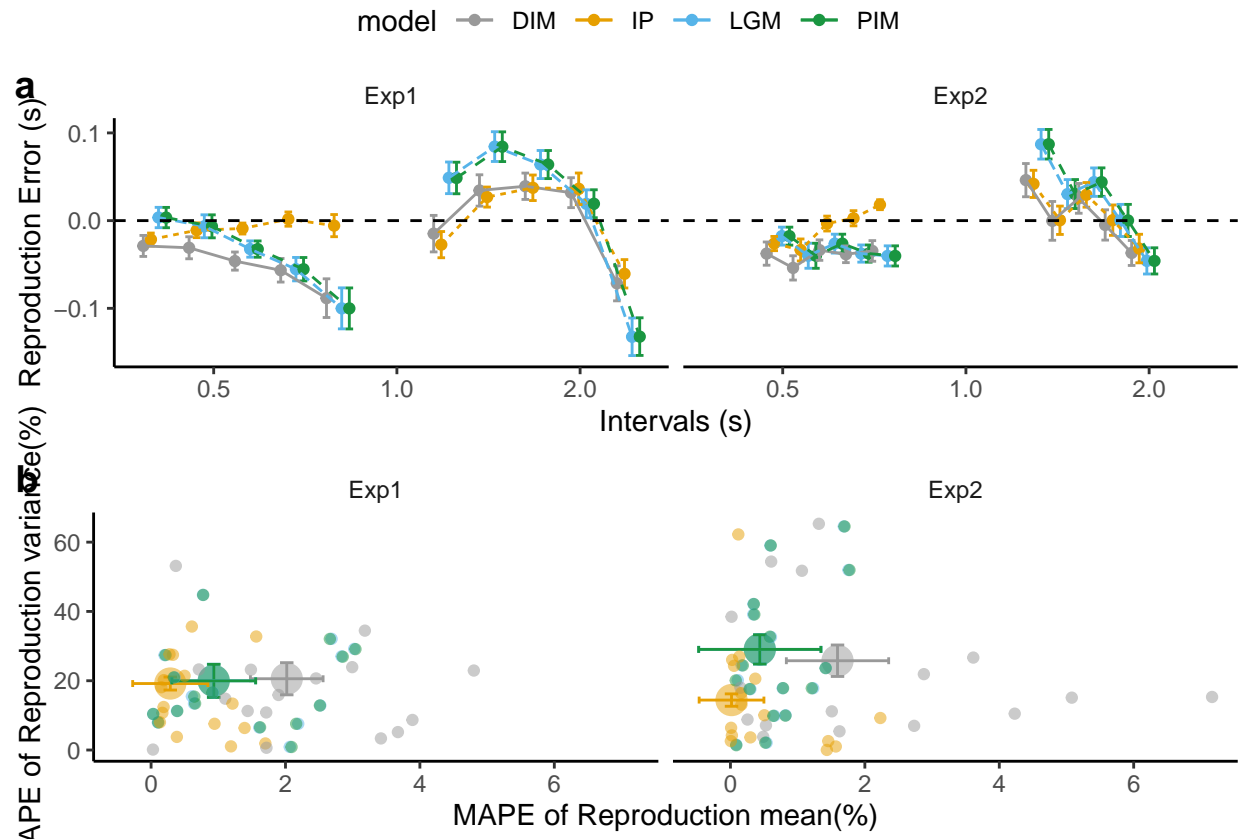 model DIM IP LGM PIM
a
Exp1 Exp2
Reproduction Error (s)
0.1
0.0
−0.1
0.5 1.0 2.0 0.5 1.0 2.0
Intervals (s)
b
Exp1 Exp2
APE of Reproduction variance(%)
60
40
20
0
0 2 4 6 0 2 4 6
MAPE of Reproduction mean(%)